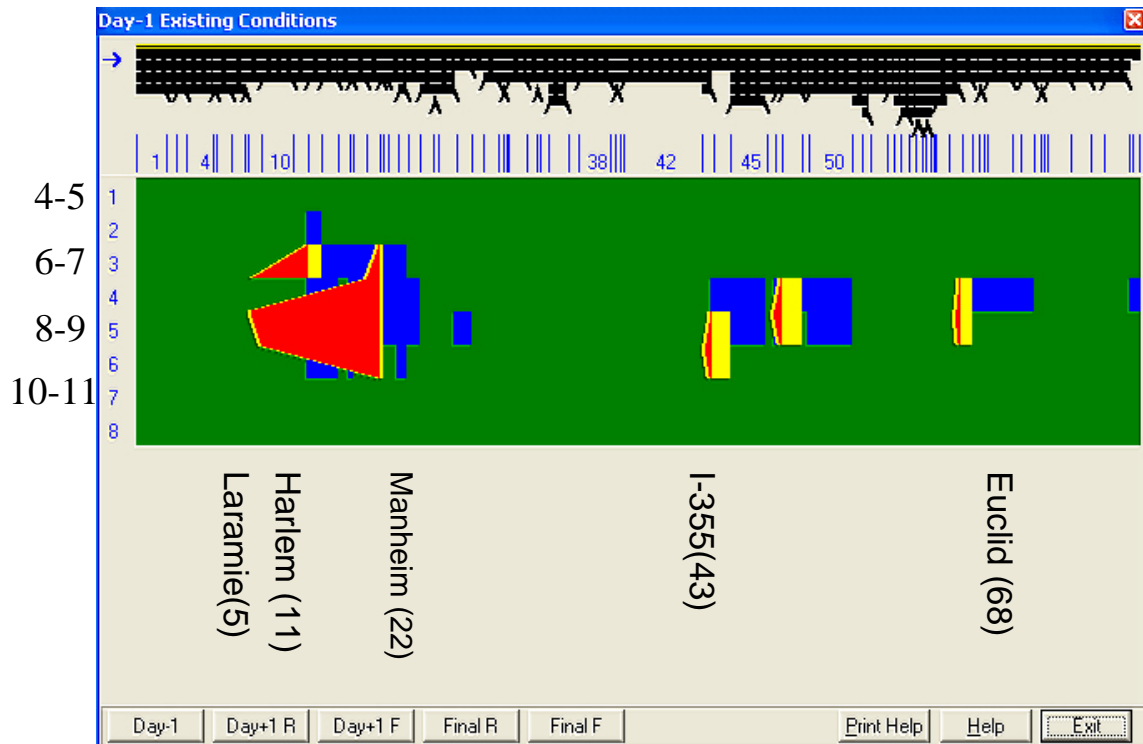 Day-1 Existing Conditions
1 4 10 38 42 45 50
4-5 1
2
6-7 3
4
8-9 5
6
10-11 7
8
Laramie(5)
Harlem (11)
Manheim (22)
I-355(43)
Euclid (68)
Day-1 Day+1 R Day+1 F Final R Final F Print Help Help Exit